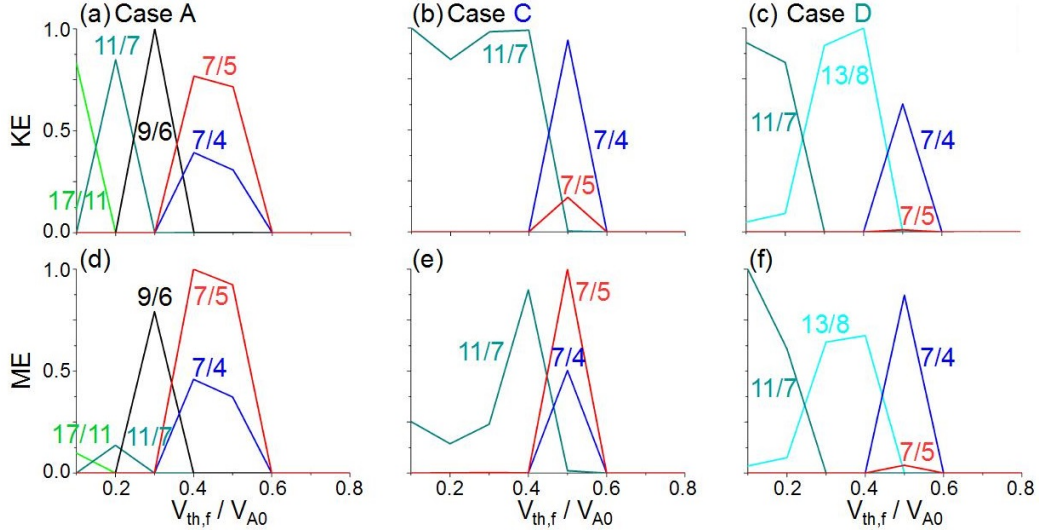 (a) Case A
(b) Case C
(c) Case D
KE
1.0
0.5
0.0
17/11
11/7
9/6
7/5
7/4
11/7
7/4
7/5
11/7
13/8
7/4
7/5
(d)
(e)
(f)
ME
1.0
0.5
0.0
17/11
11/7
9/6
7/5
7/4
11/7
7/5
7/4
11/7
13/8
7/4
7/5
0.2 0.4 0.6 0.8
0.2 0.4 0.6 0.8
0.2 0.4 0.6 0.8
V_th,f / V_A0
V_th,f / V_A0
V_th,f / V_A0